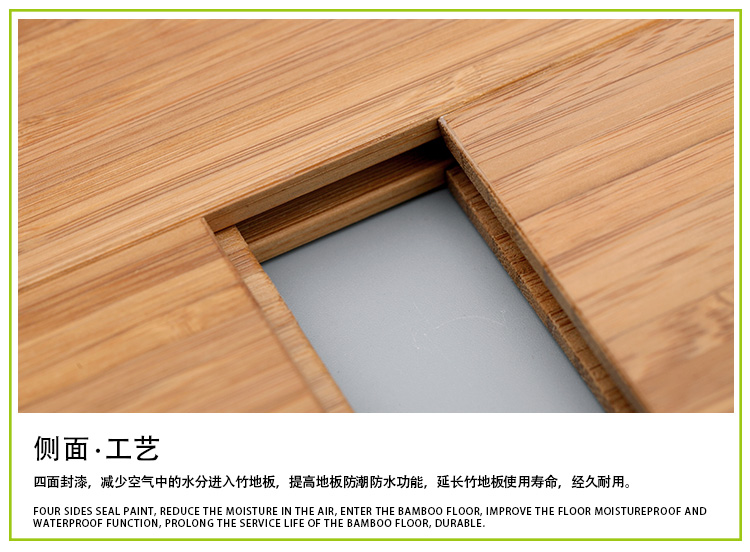 侧面·工艺
四面封漆，减少空气中的水分进入竹地板，提高地板防潮防水功能，延长竹地板使用寿命，经久耐用。
FOUR SIDES SEAL PAINT, REDUCE THE MOISTURE IN THE AIR, ENTER THE BAMBOO FLOOR, IMPROVE THE FLOOR MOISTUREPROOF AND
WATERPROOF FUNCTION, PROLONG THE SERVICE LIFE OF THE BAMBOO FLOOR, DURABLE.